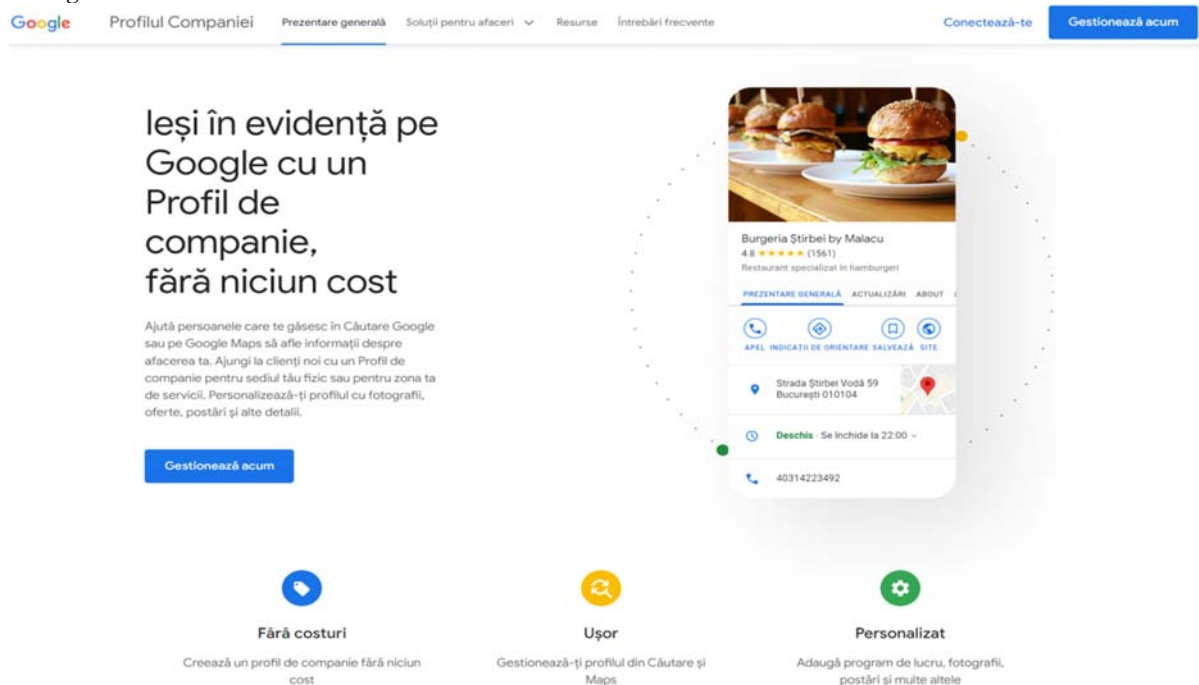 Google Profilul Companiei Prezentare generală Soluții pentru afaceri Resurse Întrebări frecvente Conectează-te Gestionează acum
Ieși în evidență pe
Google cu un
Profil de
companie,
fără niciun cost
Ajută persoanele care te găsesc în Căutare Google
sau pe Google Maps să afle informații despre
afacerea ta. Ajungi la clienți noi cu un Profil de
companie pentru sediul tău fizic sau pentru zona ta
de servicii. Personalizează-ți profilul cu fotografii,
oferte, postări și alte detalii.
Gestionează acum
Burgeria Știrbei by Malacu
4.8 ★★★★★ (1561)
Restaurant specializat în hamburgeri
PREZENTARE GENERALĂ ACTUALIZĂRI ABOUT
APEL INDICAȚII DE ORIENTARE SALVEAZĂ SITE
Strada Știrbei Vodă 59
București 010104
Deschis · Se închide la 22:00
40314223492
Fără costuri Ușor Personalizat
Creează un profil de companie fără niciun Gestionează-ți profilul din Căutare și Adaugă program de lucru, fotografii,
cost Maps postări și multe altele